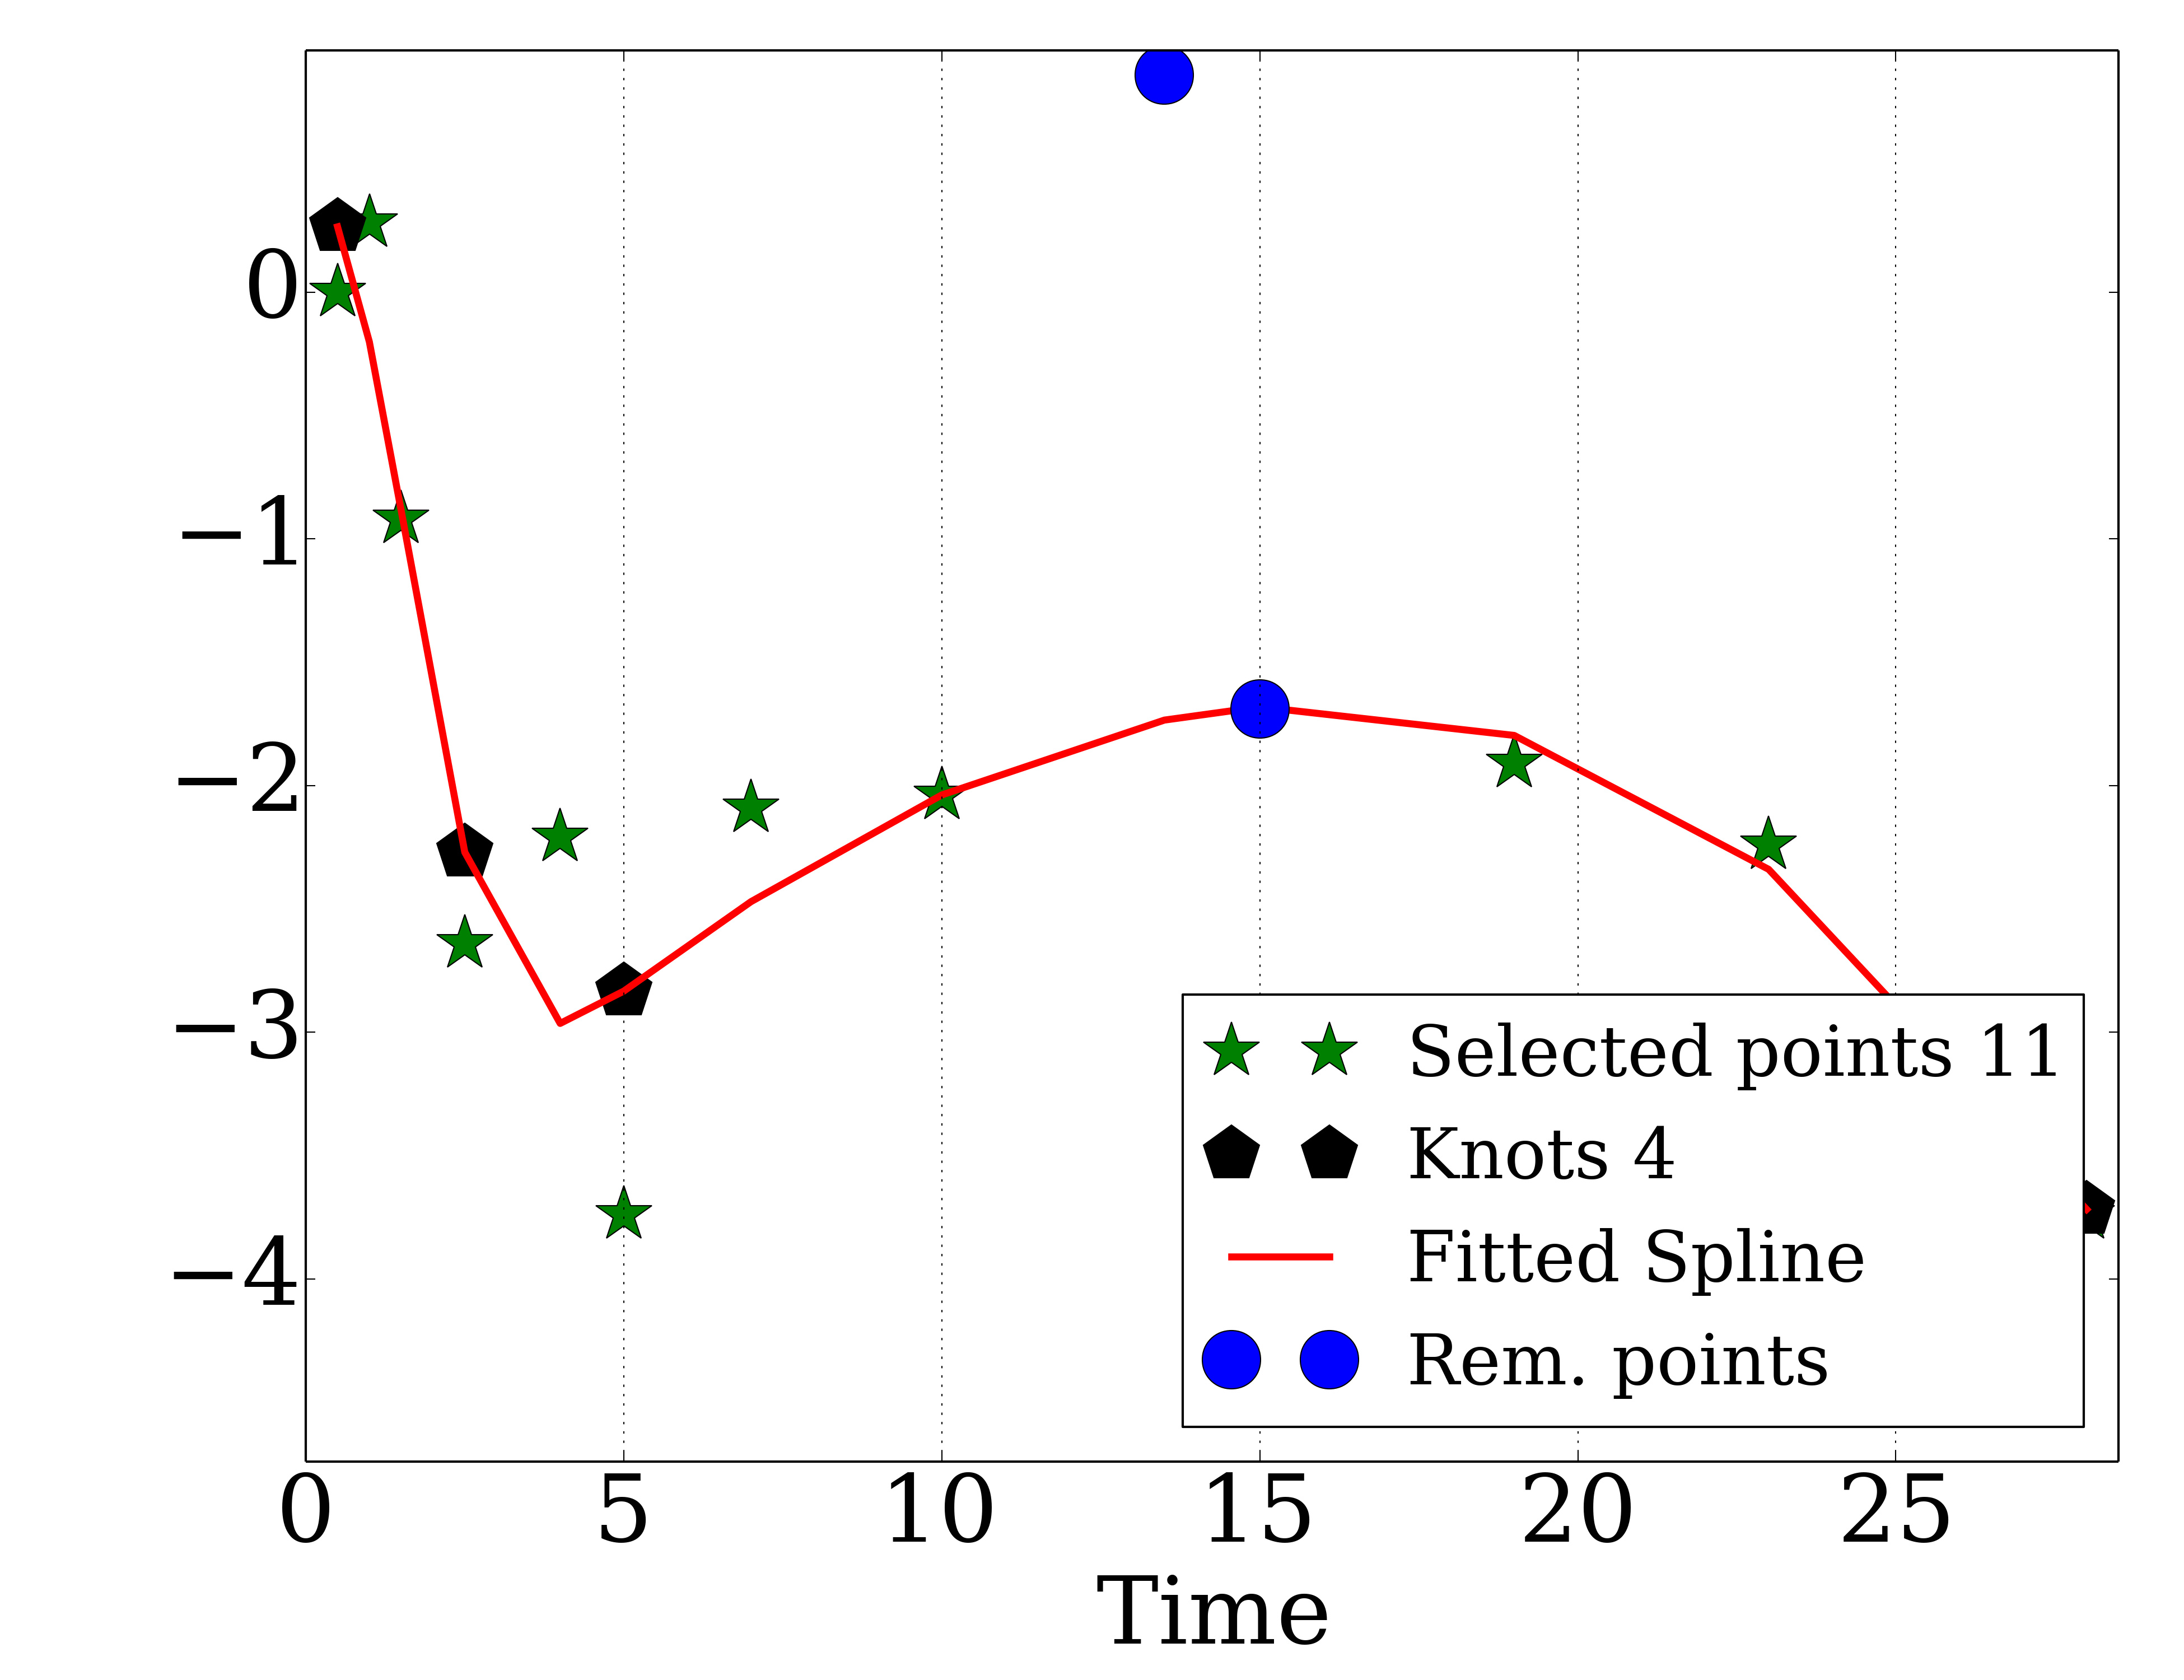 0
−1
−2
−3
−4
Selected points 11
Knots 4
Fitted Spline
Rem. points
0 5 10 15 20 25
Time